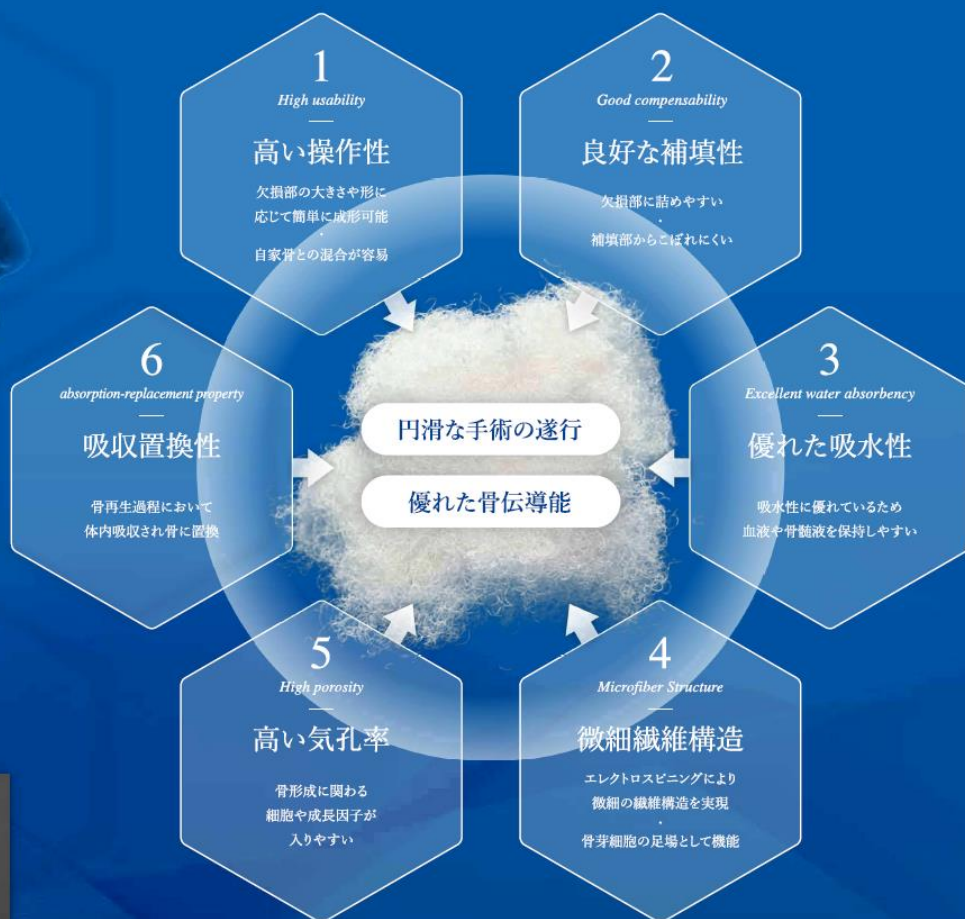 1
High usability
高い操作性
欠損部の大きさや形に
応じて簡単に成形可能
・
自家骨との混合が容易
2
Good compensability
良好な補填性
欠損部に詰めやすい
・
補填部からこぼれにくい
3
Excellent water absorbency
優れた吸水性
吸水性に優れているため
血液や骨髄液を保持しやすい
4
Microfiber Structure
微細繊維構造
エレクトロスピニングにより
微細の繊維構造を実現
・
骨芽細胞の足場として機能
5
High porosity
高い気孔率
骨形成に関わる
細胞や成長因子が
入りやすい
6
absorption-replacement property
吸収置換性
骨再生過程において
体内吸収され骨に置換
円滑な手術の遂行
優れた骨伝導能